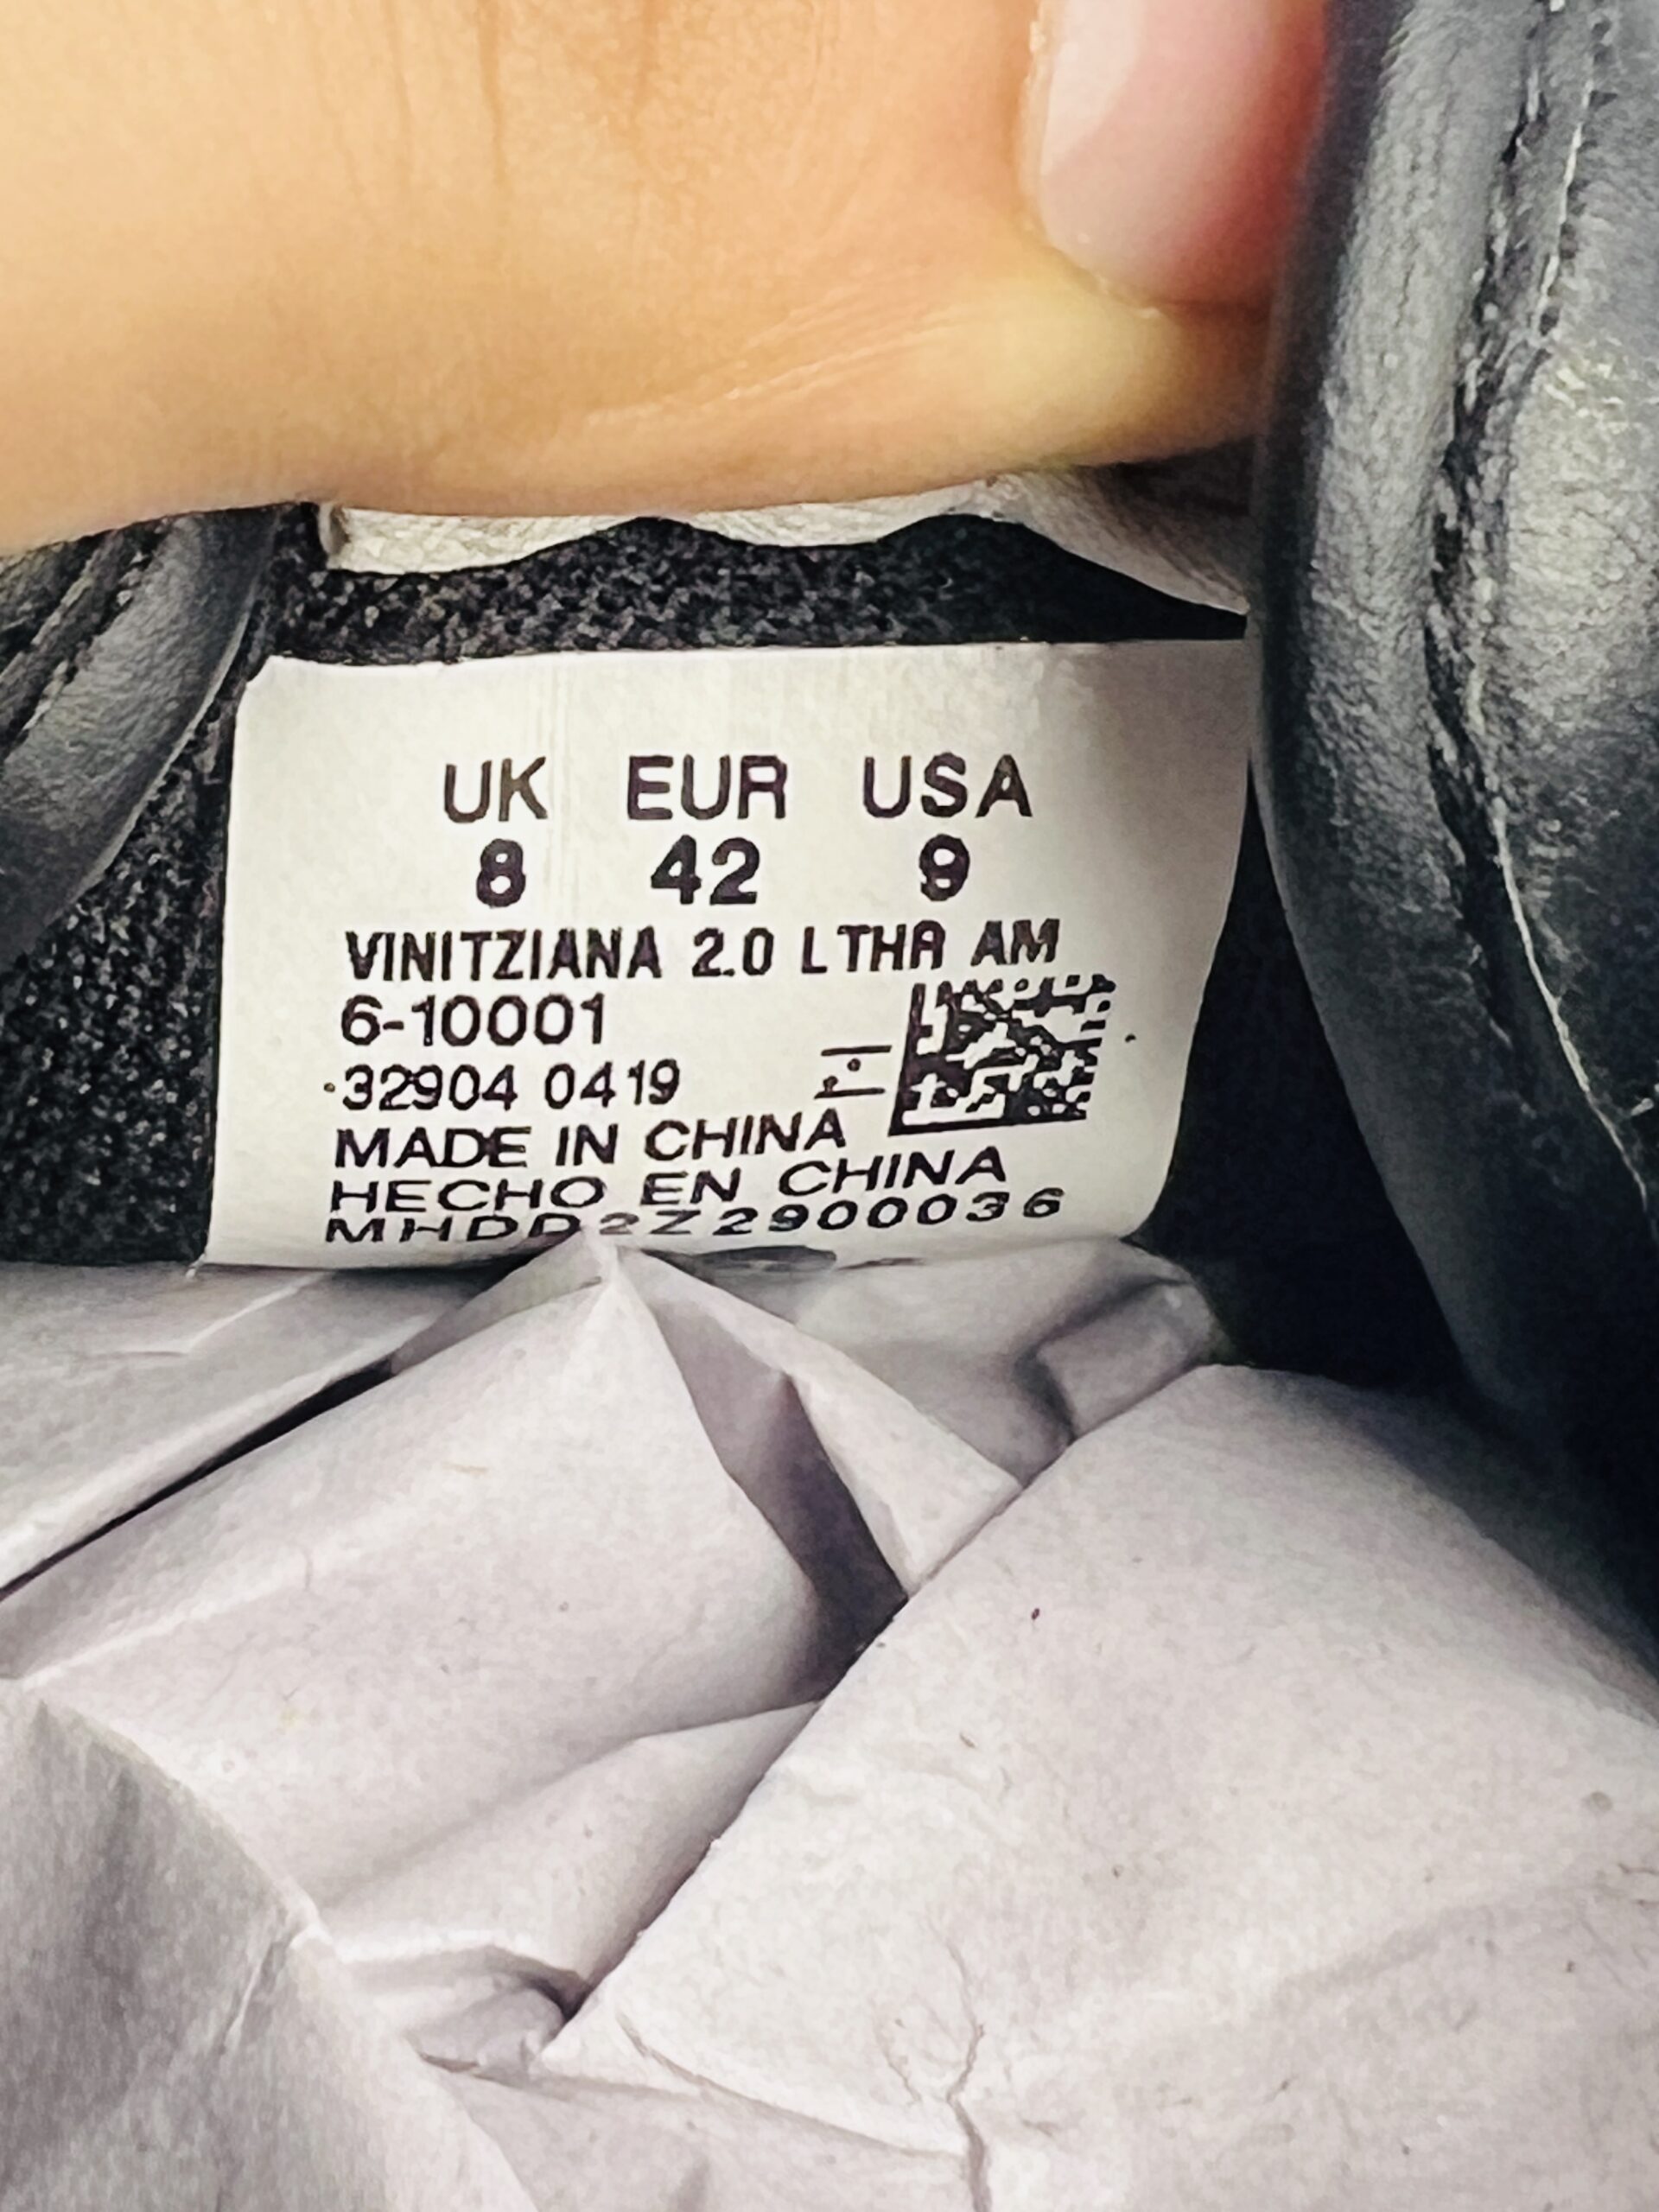 UK EUR USA
8 42 9
VINITZIANA 2.0 LTHR AM
6-10001
32904 0419
MADE IN CHINA
HECHO EN CHINA
MHDD2Z2900036